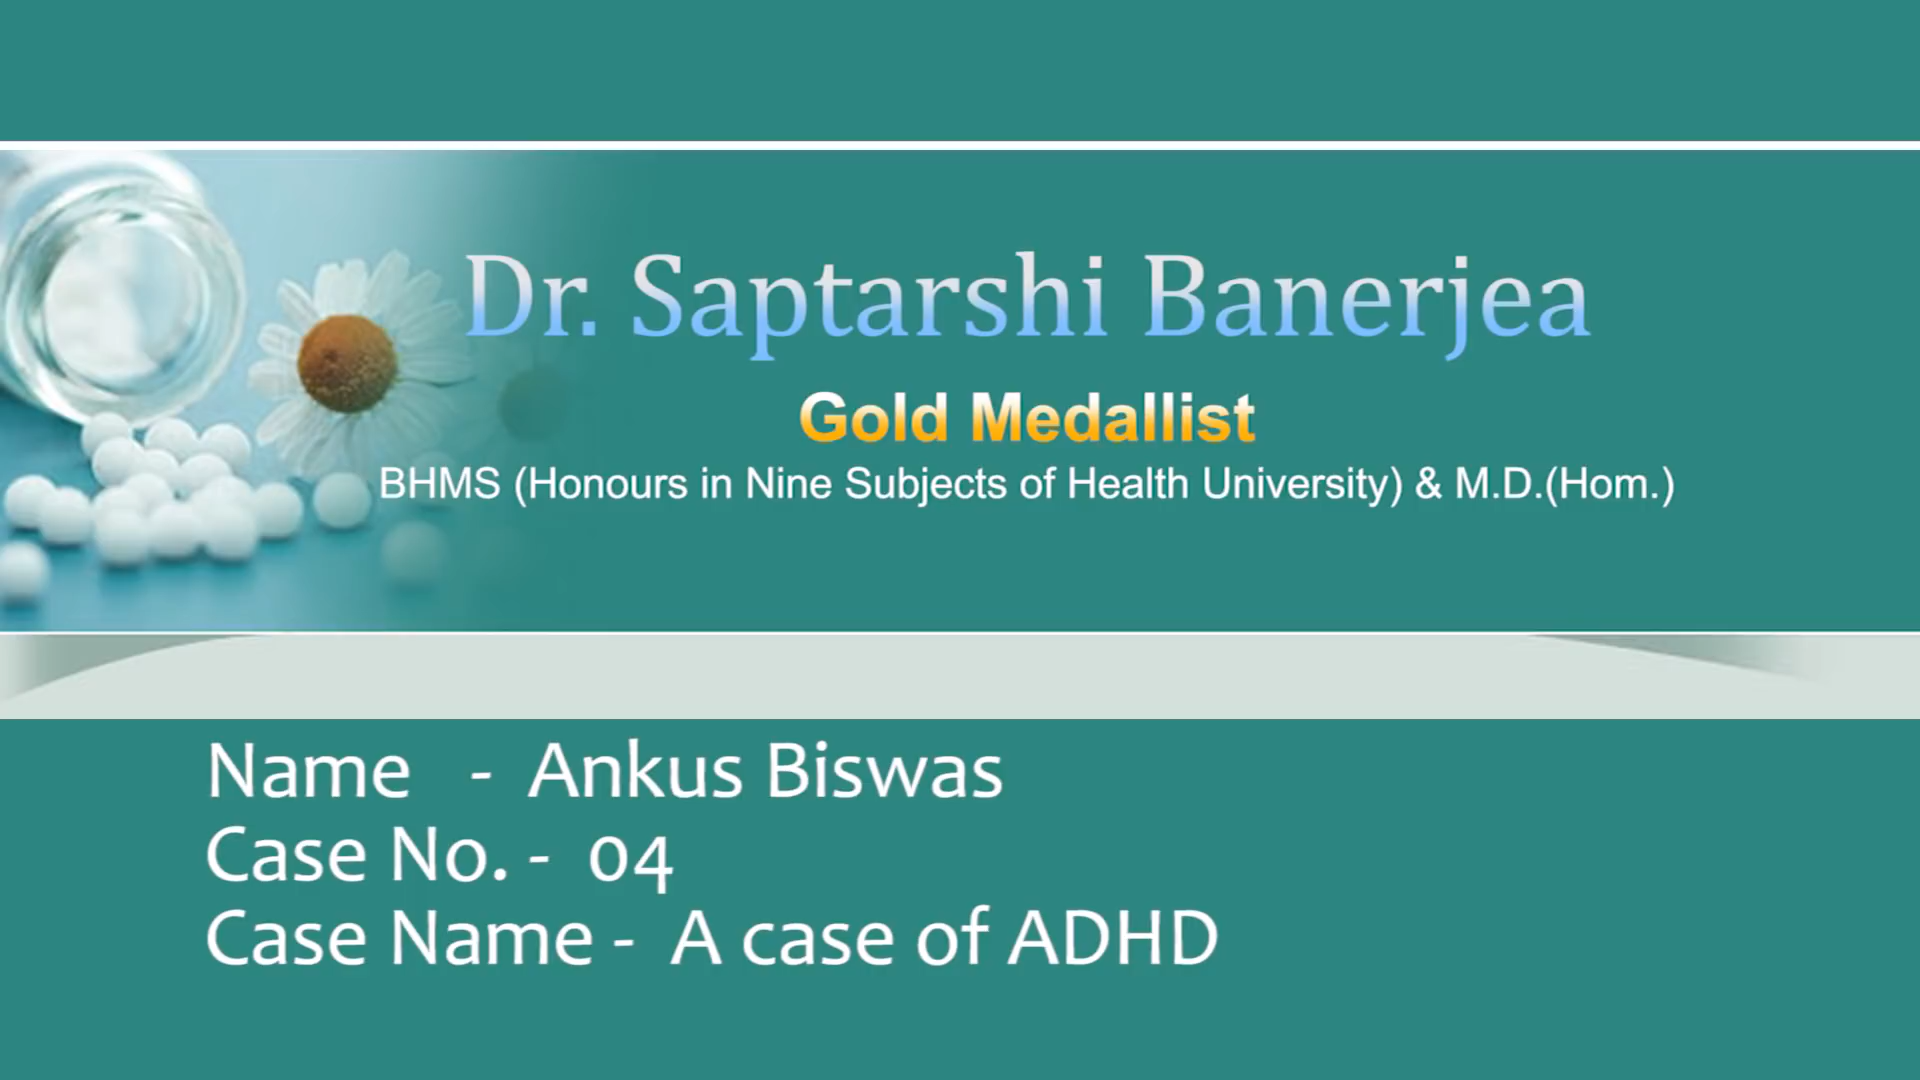 Dr. Saptarshi Banerjea
Gold Medallist
BHMS (Honours in Nine Subjects of Health University) & M.D.(Hom.)
Name - Ankus Biswas
Case No. - 04
Case Name - A case of ADHD